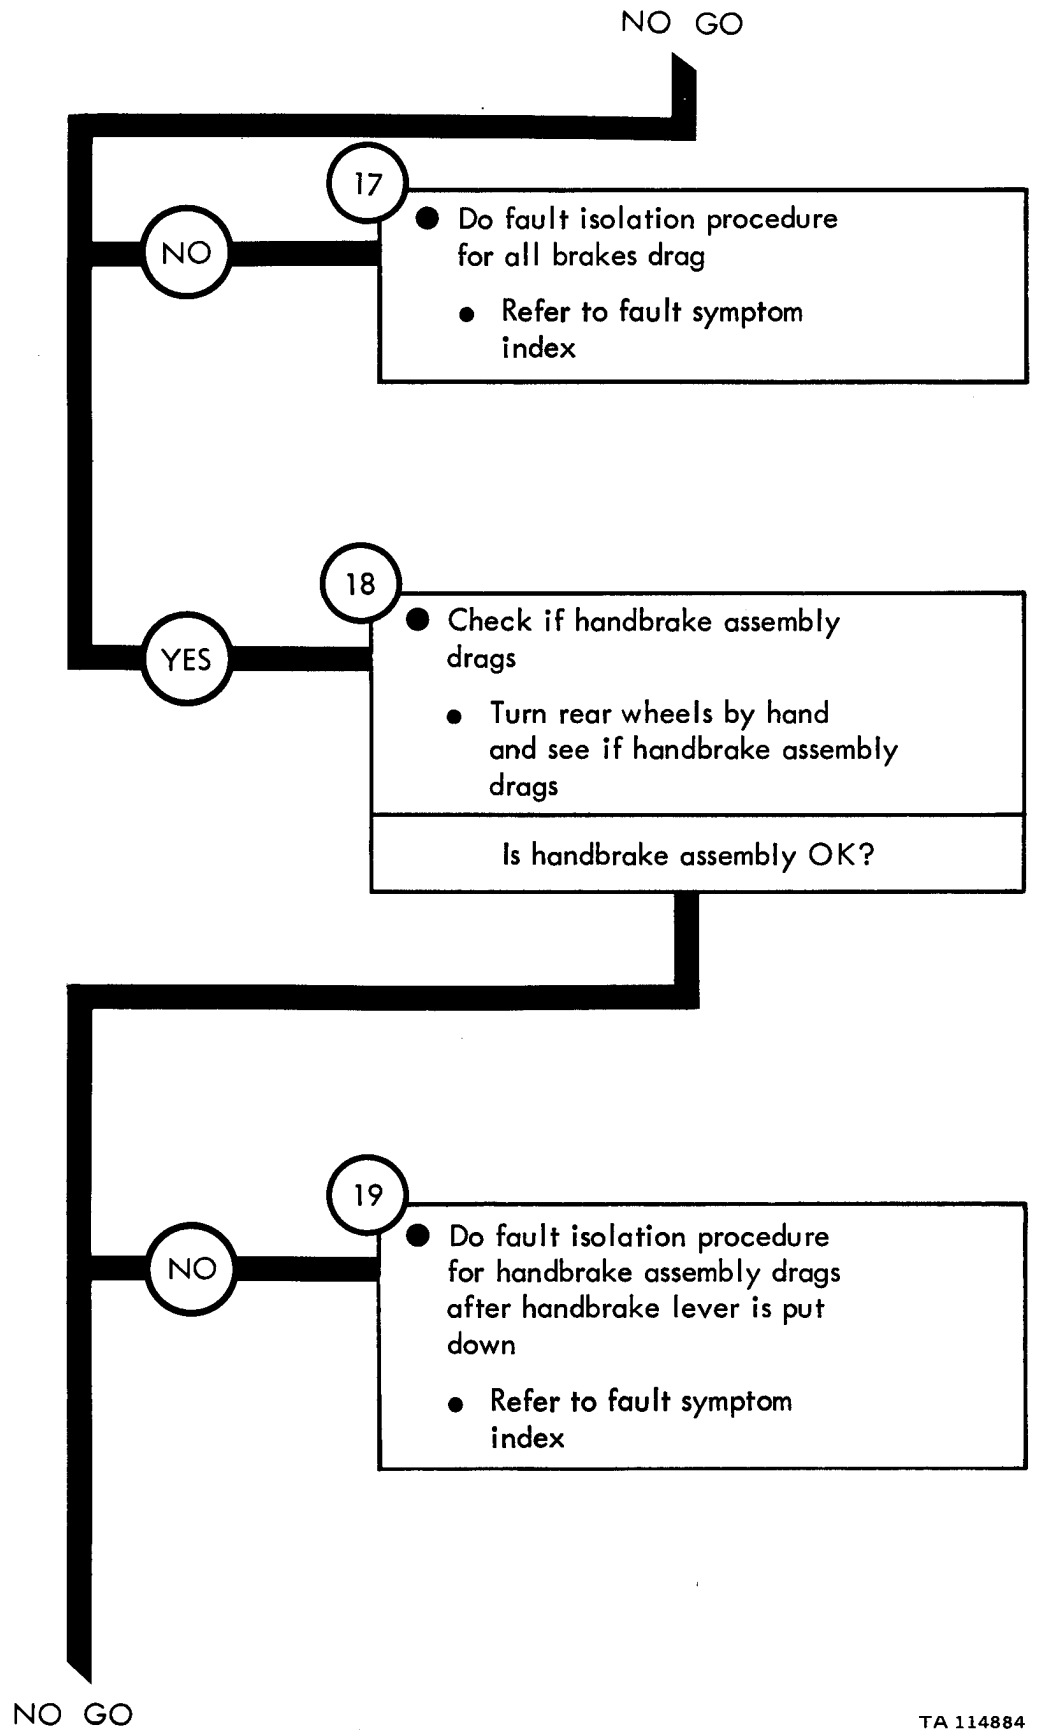 NO GO
17
● Do fault isolation procedure
for all brakes drag
NO
● Refer to fault symptom
index
18
● Check if handbrake assembly
drags
YES
● Turn rear wheels by hand
and see if handbrake assembly
drags
Is handbrake assembly OK?
19
● Do fault isolation procedure
for handbrake assembly drags
after handbrake lever is put
down
NO
● Refer to fault symptom
index
NO GO
TA 114884